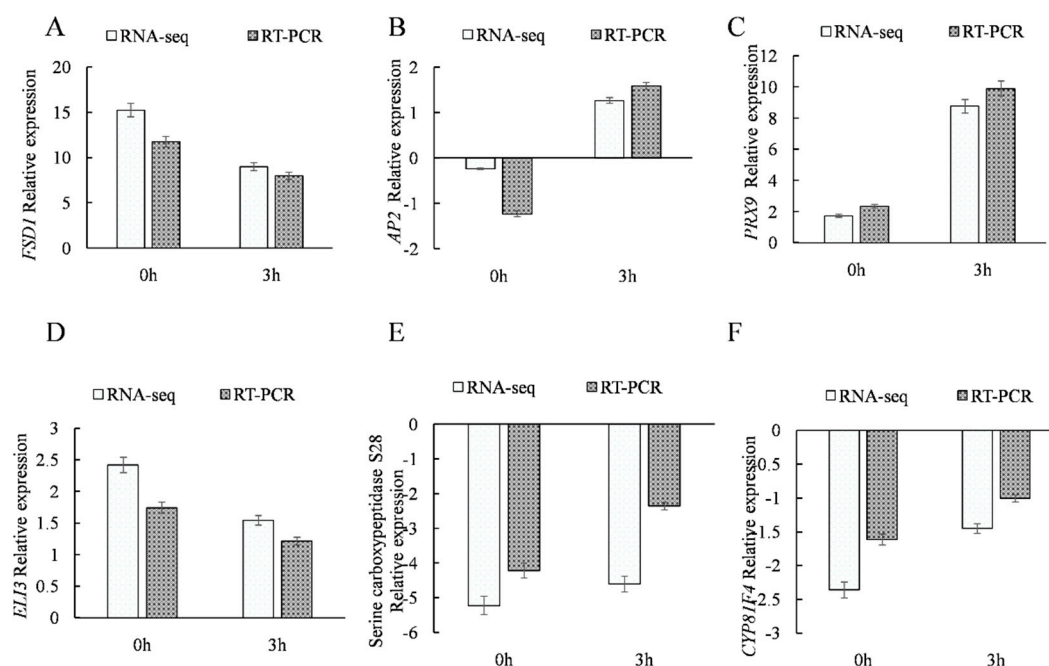 A
RNA-seq RT-PCR
FSD1 Relative expression
20
15
10
5
0
0h 3h
B
RNA-seq RT-PCR
AP2 Relative expression
2
1
0
-1
-2
0h 3h
C
RNA-seq RT-PCR
PRX9 Relative expression
12
10
8
6
4
2
0
0h 3h
D
RNA-seq RT-PCR
ELI3 Relative expression
3
2.5
2
1.5
1
0.5
0
0h 3h
E
RNA-seq RT-PCR
Serine carboxypeptidase S28
Relative expression
0
-1
-2
-3
-4
-5
-6
0h 3h
F
RNA-seq RT-PCR
CYP81F4 Relative expression
0
-0.5
-1
-1.5
-2
-2.5
-3
0h 3h